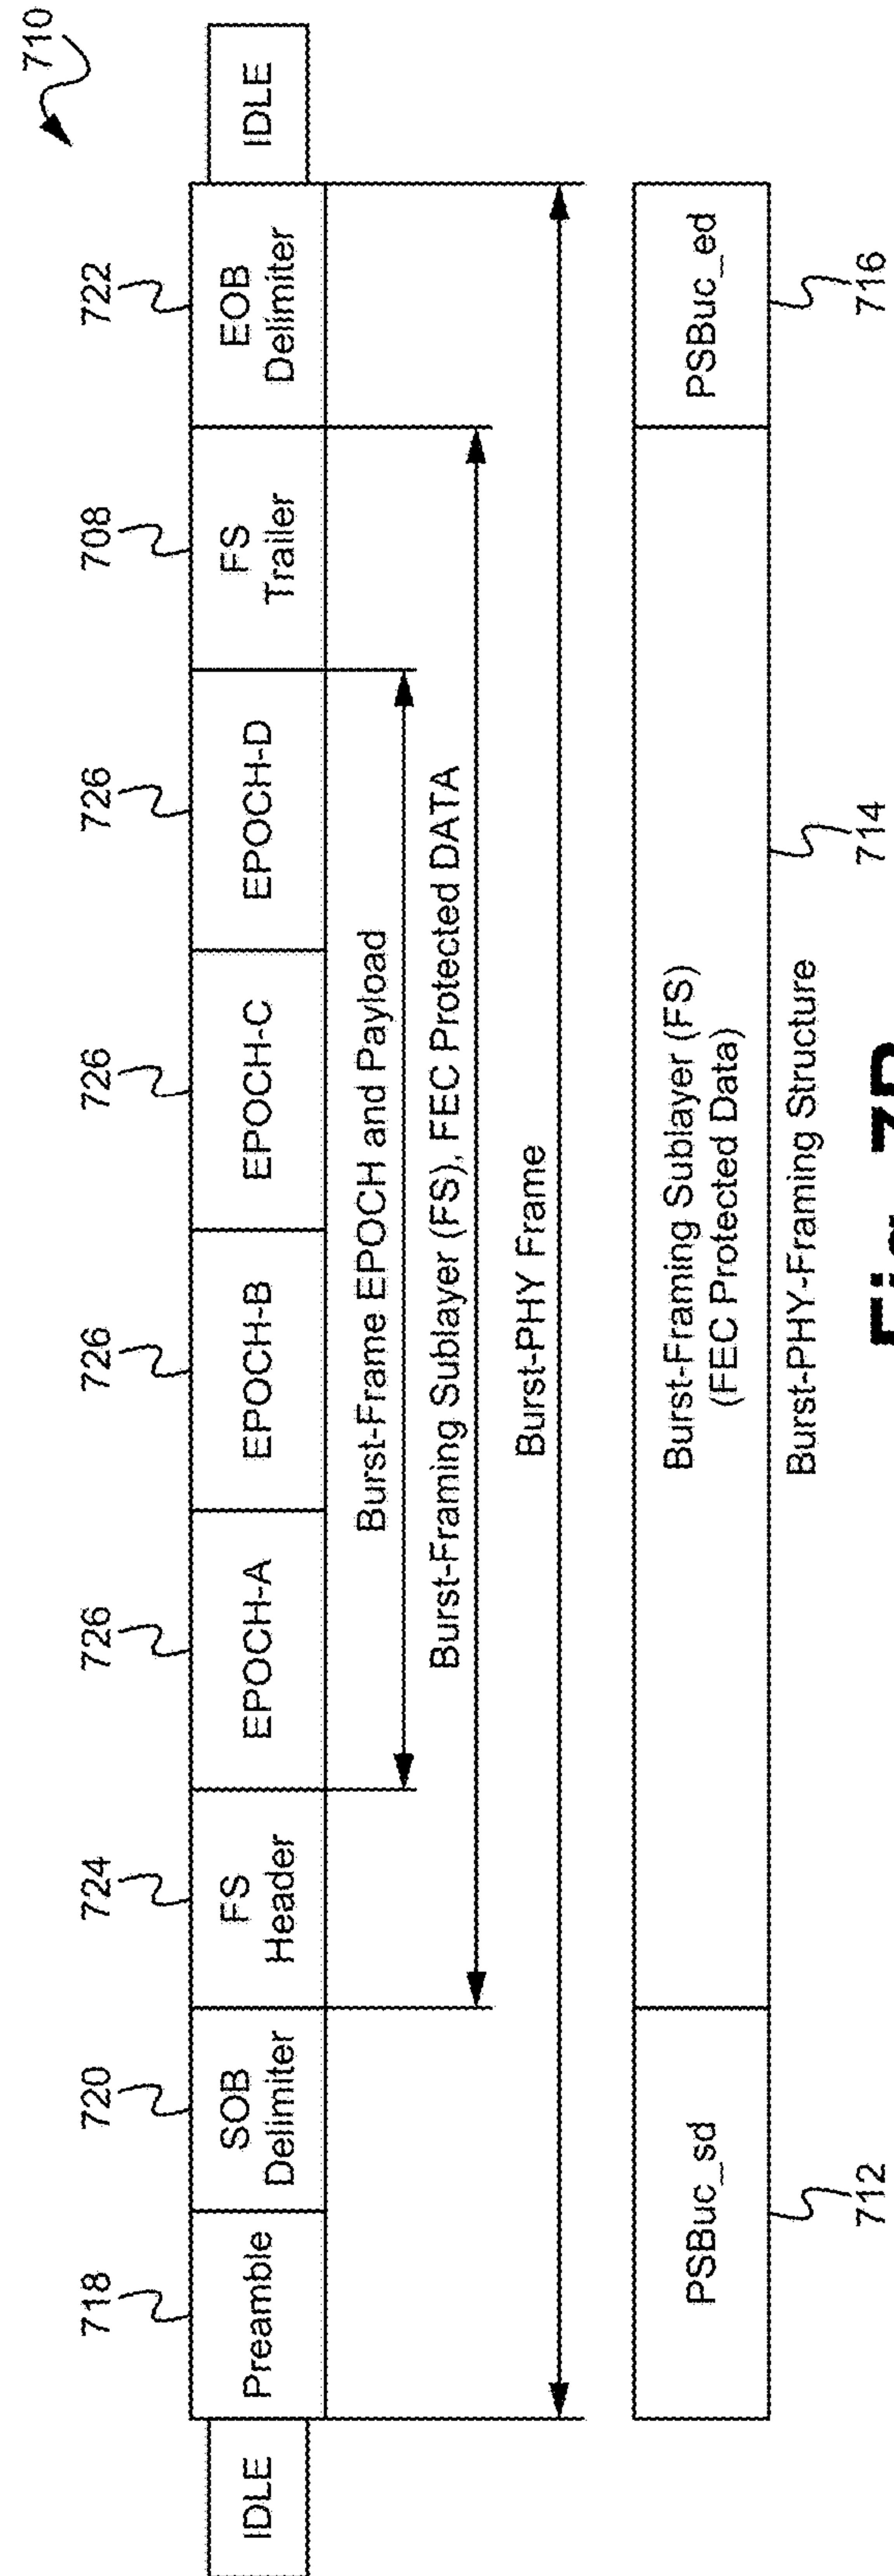 710
718
720
724
726
726
726
726
708
722
IDLE
Preamble
SOB
Delimiter
FS
Header
EPOCH-A
EPOCH-B
EPOCH-C
EPOCH-D
FS
Trailer
EOB
Delimiter
IDLE
Burst-Frame EPOCH and Payload
Burst-Framing Sublayer (FS), FEC Protected DATA
Burst-PHY Frame
PSBuc_sd
Burst-Framing Sublayer (FS)
(FEC Protected Data)
PSBuc_ed
712
714
716
Burst-PHY-Framing Structure